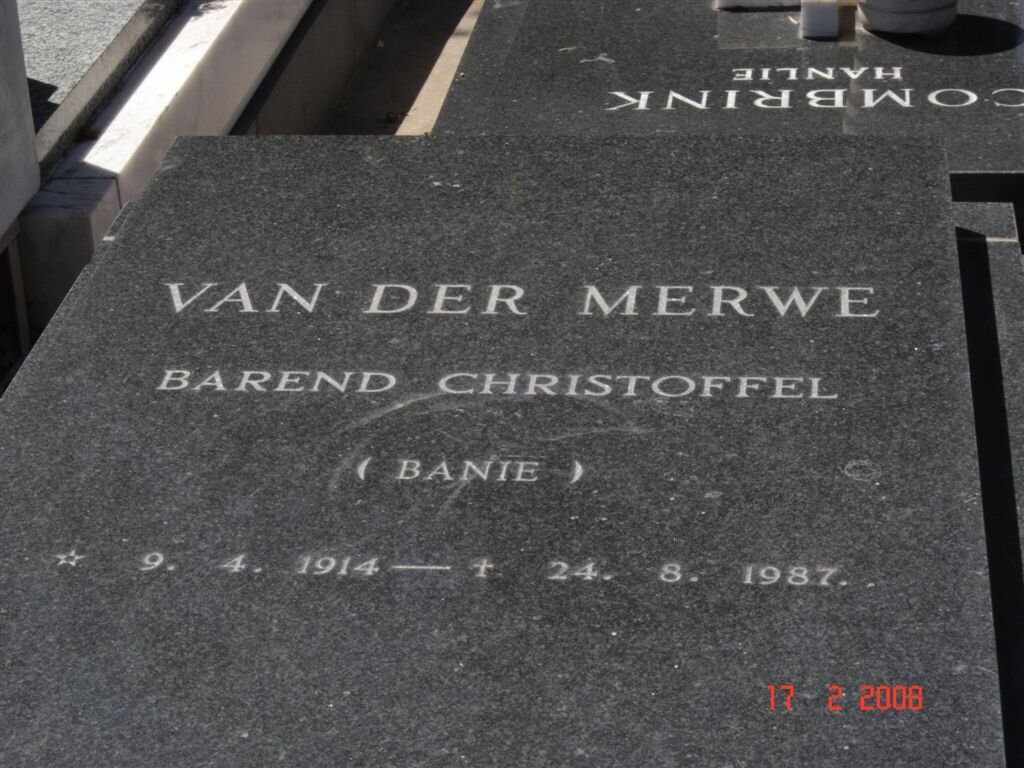 COMBRINK
HANLIE
VAN DER MERWE
BAREND CHRISTOFFEL
( BANIE )
☆ 9. 4. 1914 — † 24. 8. 1987.
17 2 2008